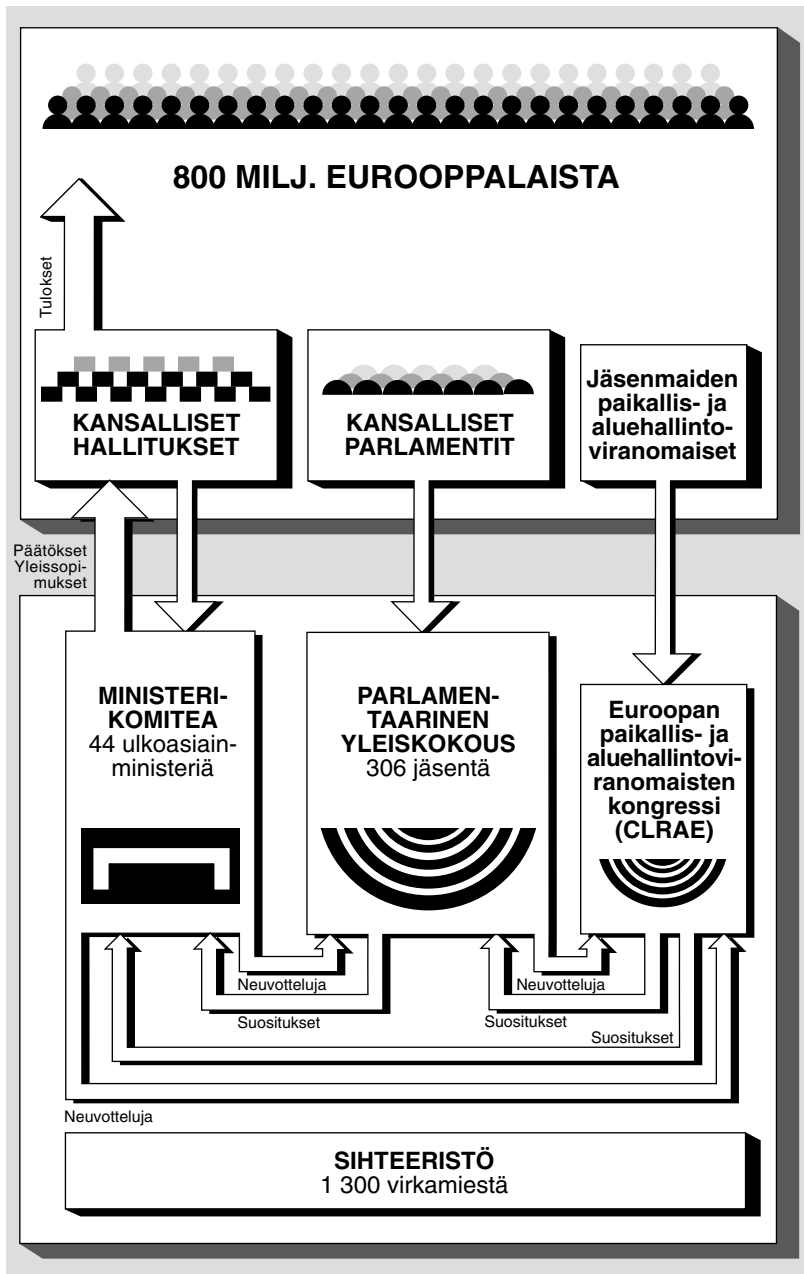 800 MILJ. EUROOPPALAISTA
Tulokset
KANSALLISET
HALLITUKSET
KANSALLISET
PARLAMENTIT
Jäsenmaiden
paikallis- ja
aluehallinto-
viranomaiset
Päätökset
Yleissopi-
mukset
MINISTERI-
KOMITEA
44 ulkoasiain-
ministeriä
PARLAMEN-
TAARINEN
YLEISKOKOUS
306 jäsentä
Euroopan
paikallis- ja
aluehallintovi-
ranomaisten
kongressi
(CLRAE)
Neuvotteluja
Suositukset
Neuvotteluja
Suositukset
Suositukset
Neuvotteluja
SIHTEERISTÖ
1 300 virkamiestä